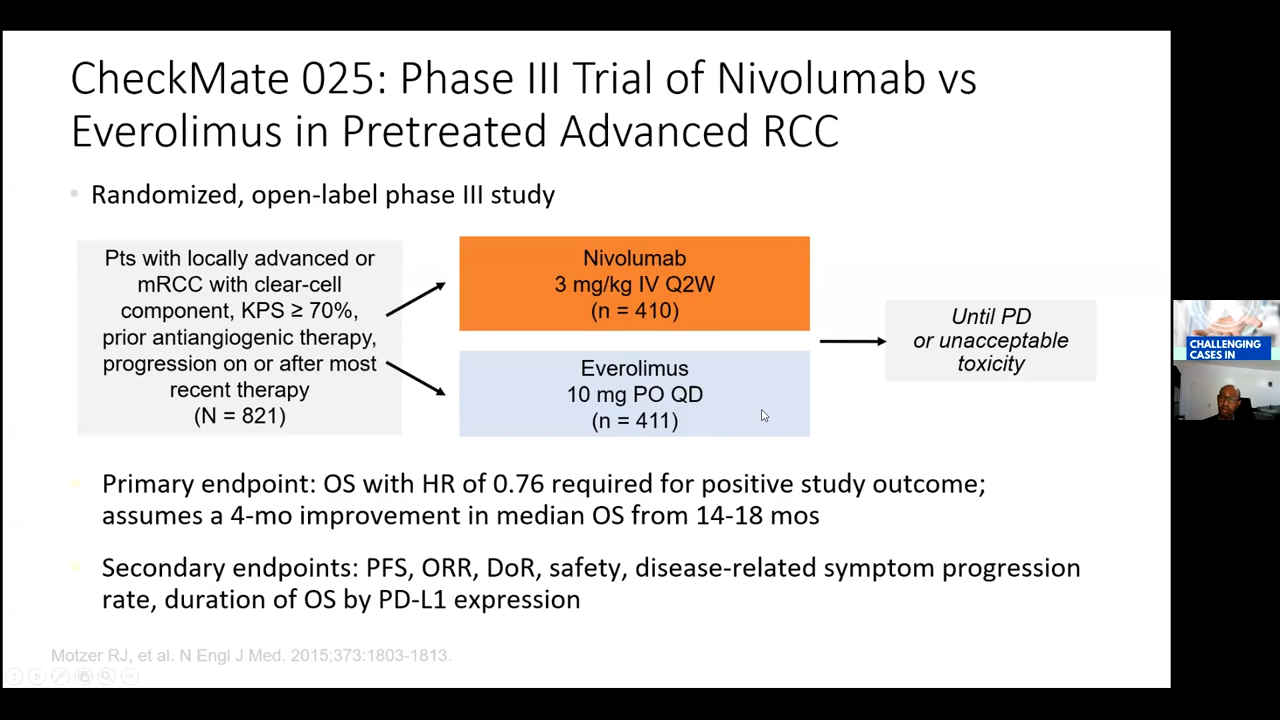 CheckMate 025: Phase III Trial of Nivolumab vs
Everolimus in Pretreated Advanced RCC
• Randomized, open-label phase III study
Pts with locally advanced or
mRCC with clear-cell
component, KPS ≥ 70%,
prior antiangiogenic therapy,
progression on or after most
recent therapy
(N = 821)
Nivolumab
3 mg/kg IV Q2W
(n = 410)
Everolimus
10 mg PO QD
(n = 411)
Until PD
or unacceptable
toxicity
• Primary endpoint: OS with HR of 0.76 required for positive study outcome;
assumes a 4-mo improvement in median OS from 14-18 mos
• Secondary endpoints: PFS, ORR, DoR, safety, disease-related symptom progression
rate, duration of OS by PD-L1 expression
Motzer RJ, et al. N Engl J Med. 2015;373:1803-1813.
CHALLENGING
CASES IN